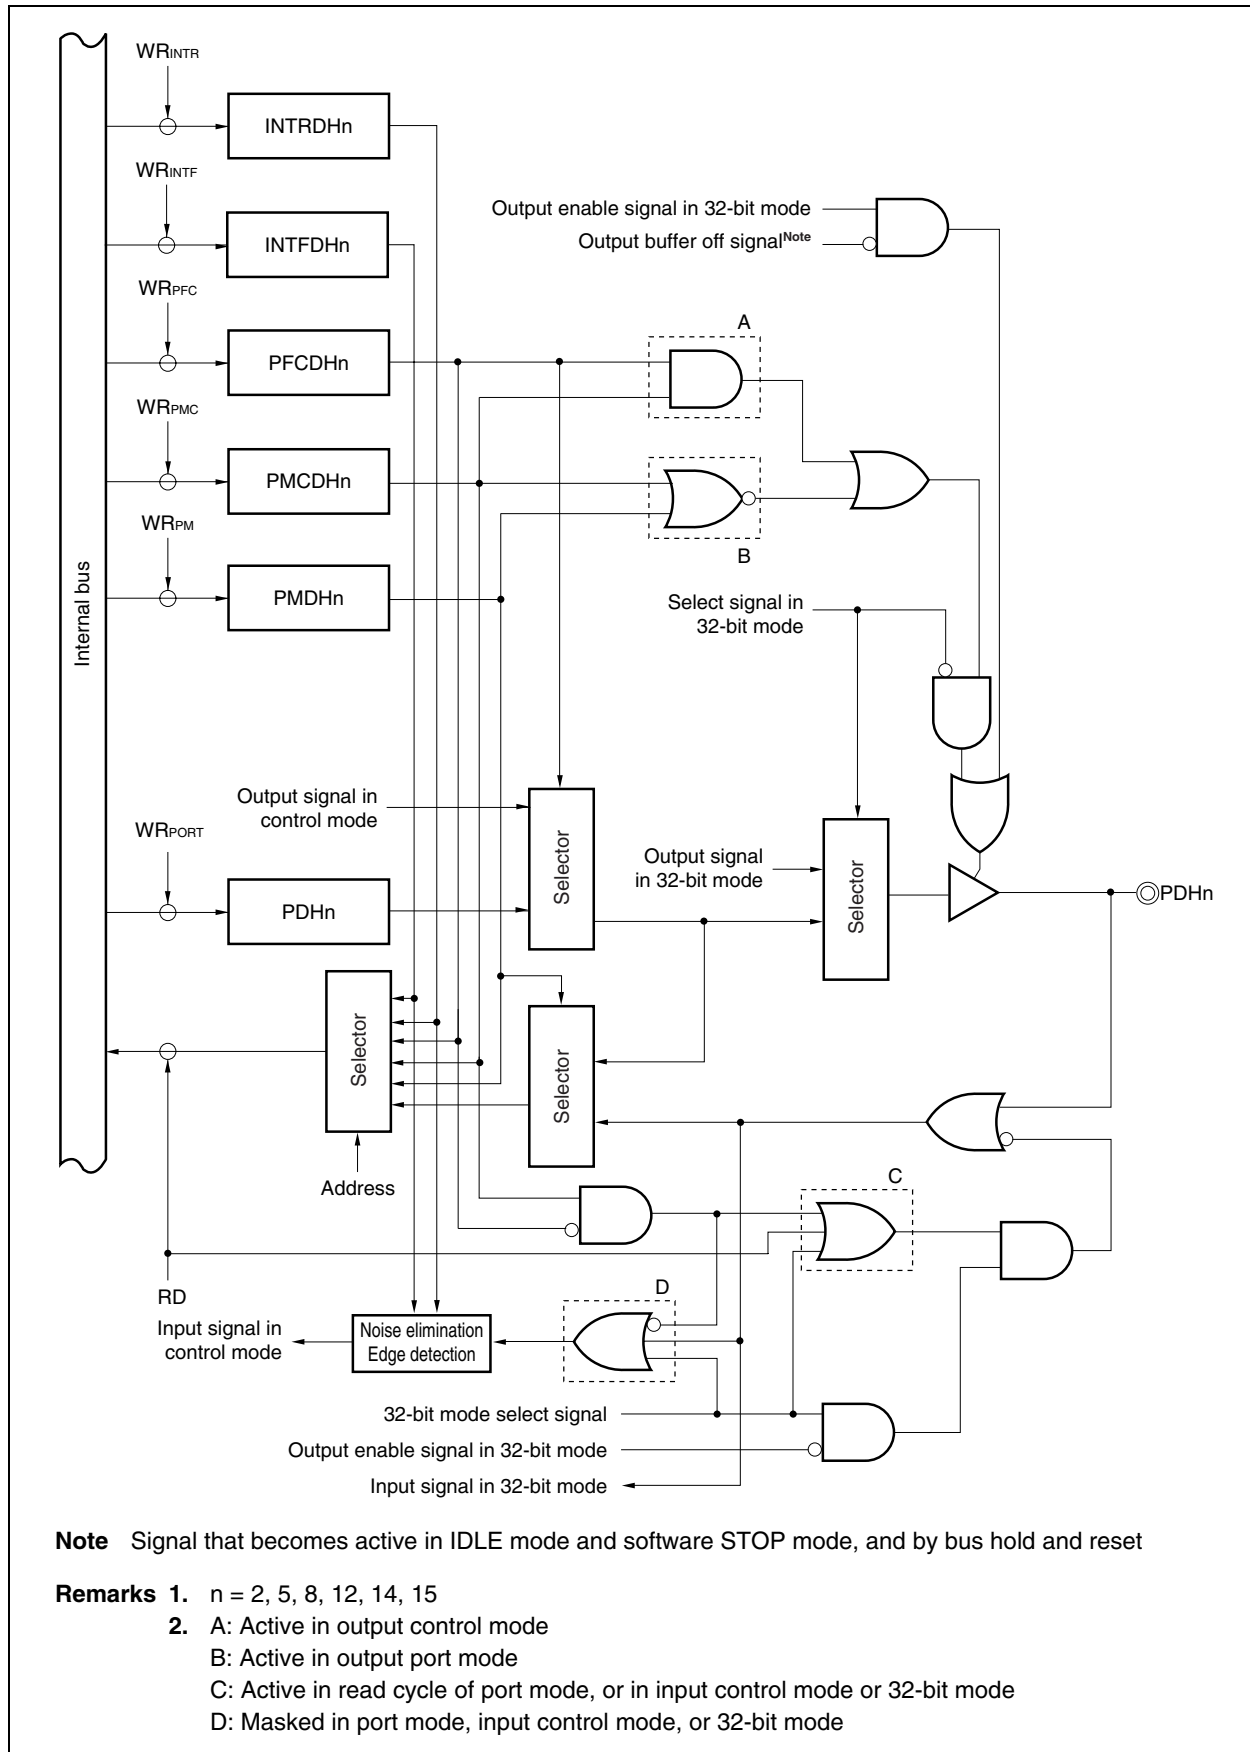 WRINTR
INTRDHn
WRINTF
INTFDHn
Output enable signal in 32-bit mode
Output buffer off signalNote
WRPFC
PFCDHn
A
WRPMC
PMCDHn
B
WRPM
PMDHn
Internal bus
Select signal in
32-bit mode
Output signal in
control mode
Selector
WRPORT
PDHn
Output signal
in 32-bit mode
Selector
PDHn
Selector
Selector
Address
C
RD
D
Input signal in
control mode
Noise elimination
Edge detection
32-bit mode select signal
Output enable signal in 32-bit mode
Input signal in 32-bit mode
Note Signal that becomes active in IDLE mode and software STOP mode, and by bus hold and reset
Remarks 1. n = 2, 5, 8, 12, 14, 15
2. A: Active in output control mode
B: Active in output port mode
C: Active in read cycle of port mode, or in input control mode or 32-bit mode
D: Masked in port mode, input control mode, or 32-bit mode